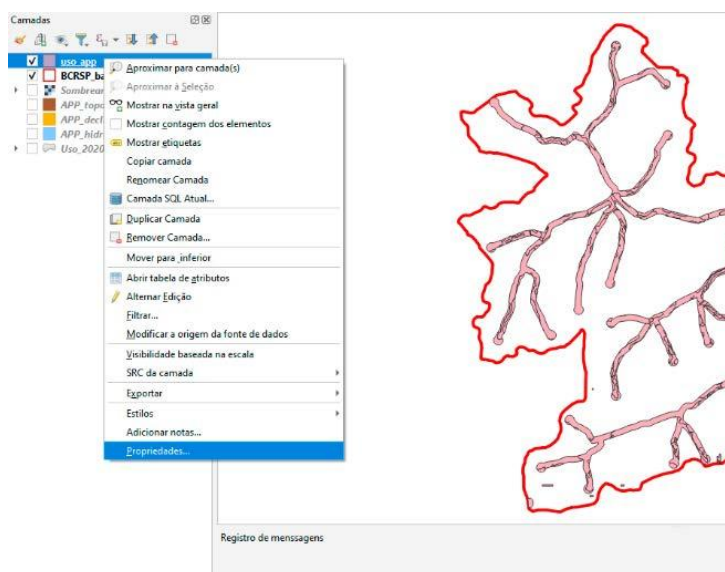 Camadas
uso_app
BCRSP_ba
Sombrear
APP_topo
APP_decl
APP_hidr
Uso_2020
Aproximar para camada(s)
Aproximar à Seleção
Mostrar na vista geral
Mostrar contagem dos elementos
Mostrar etiquetas
Copiar camada
Renomear Camada
Camada SQL Atual...
Duplicar Camada
Remover Camada...
Mover para _inferior
Abrir tabela de atributos
Alternar Edição
Filtrar...
Modificar a origem da fonte de dados
Visibilidade baseada na escala
SRC da camada
Exportar
Estilos
Adicionar notas...
Propriedades...
Registro de menssagens